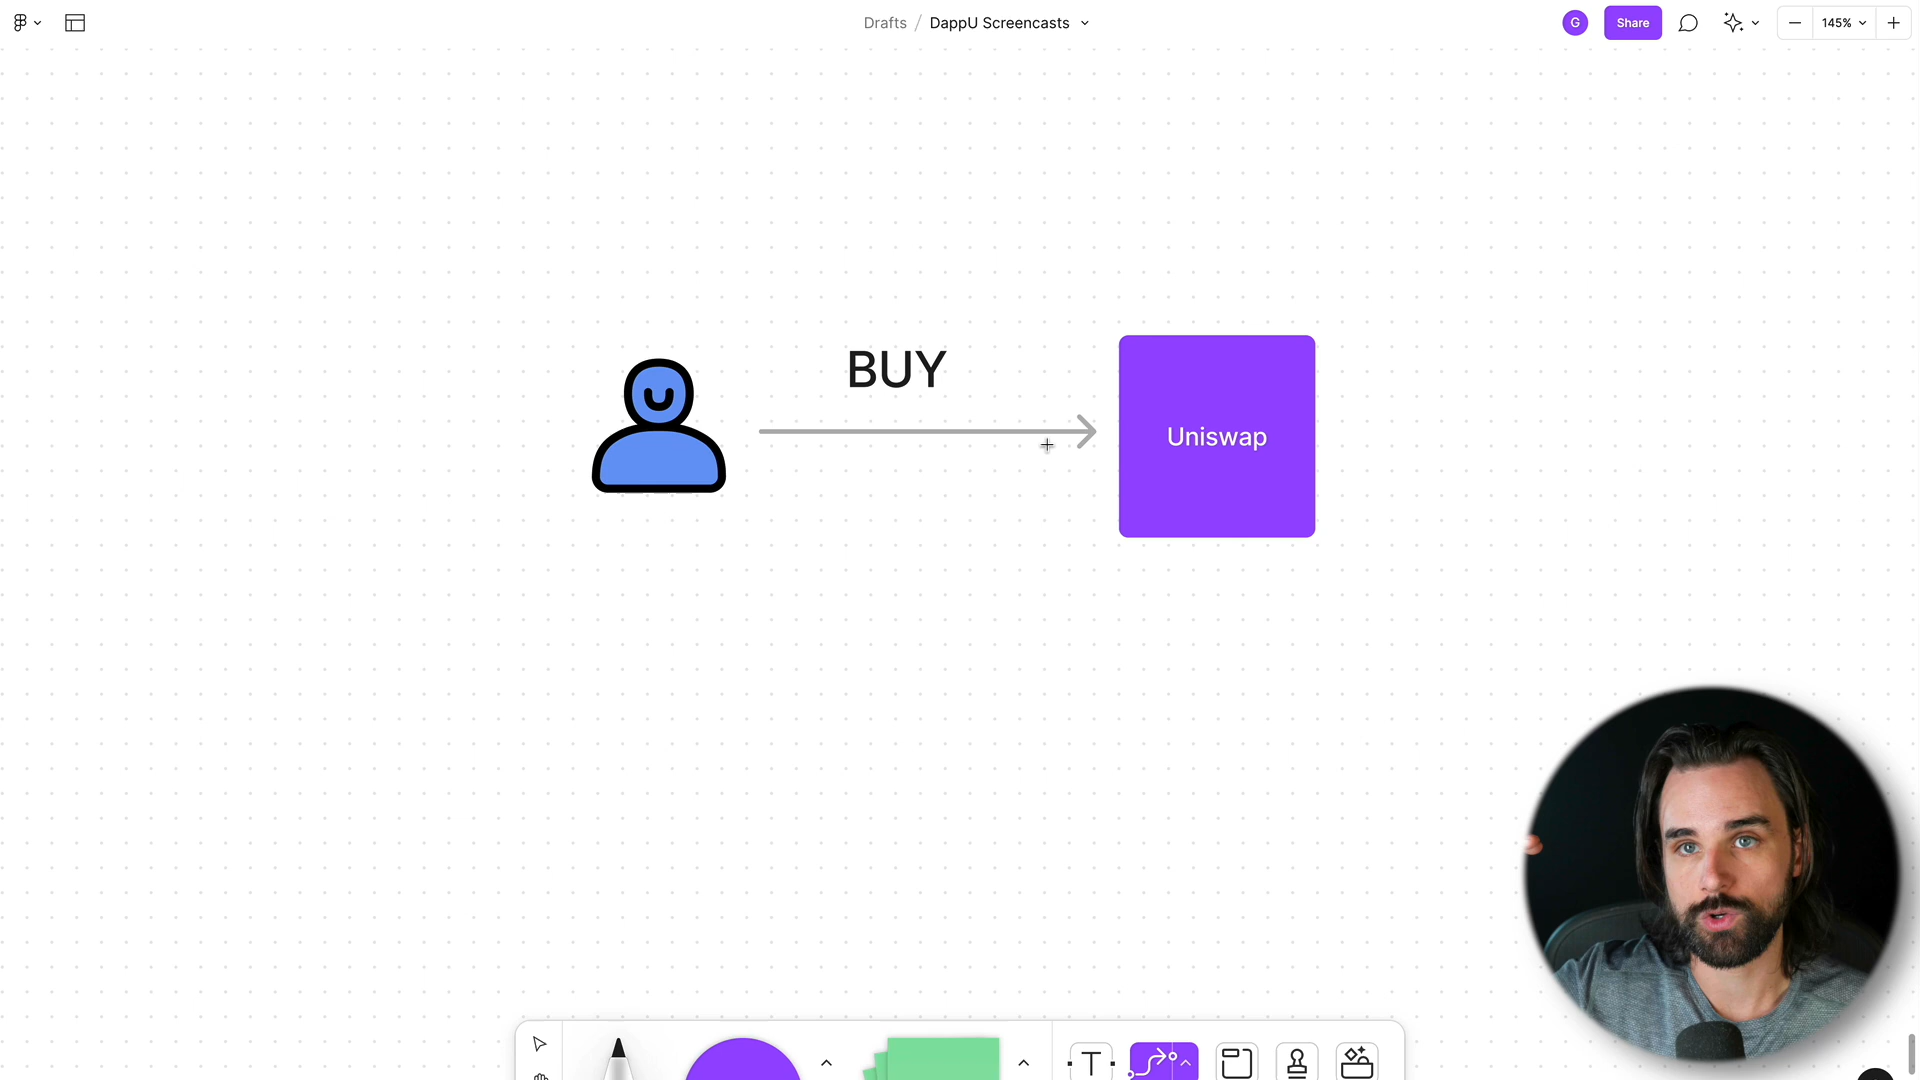 Drafts / DappU Screencasts
G
Share
145%
BUY
Uniswap
T